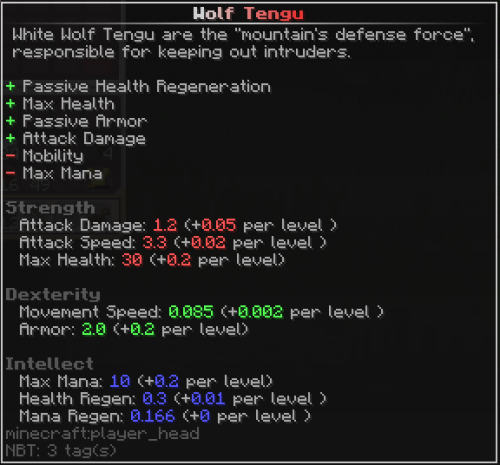 Wolf Tengu
White Wolf Tengu are the "mountain's defense force",
responsible for keeping out intruders.
+ Passive Health Regeneration
+ Max Health
+ Passive Armor
+ Attack Damage
- Mobility
- Max Mana
Strength
Attack Damage: 1.2 (+0.05 per level )
Attack Speed: 3.3 (+0.02 per level )
Max Health: 30 (+0.2 per level)
Dexterity
Movement Speed: 0.085 (+0.002 per level )
Armor: 2.0 (+0.2 per level)
Intellect
Max Mana: 10 (+0.2 per level)
Health Regen: 0.3 (+0.01 per level )
Mana Regen: 0.166 (+0 per level )
minecraft:player_head
NBT: 3 tag(s)